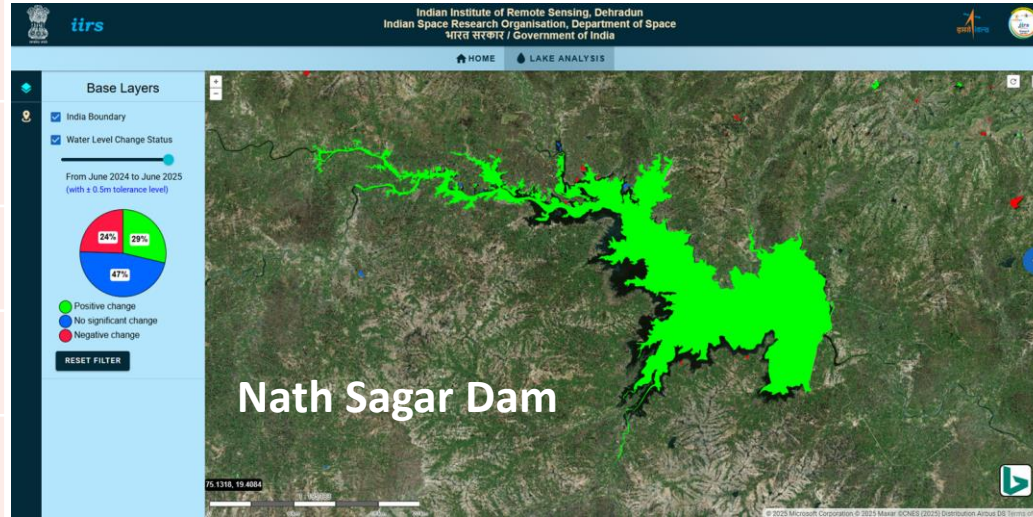 iirs
Indian Institute of Remote Sensing, Dehradun
Indian Space Research Organisation, Department of Space
भारत सरकार / Government of India
HOME
LAKE ANALYSIS
Base Layers
India Boundary
Water Level Change Status
From June 2024 to June 2025
(with ± 0.5m tolerance level)
24%
29%
47%
Positive change
No significant change
Negative change
RESET FILTER
+
−
Nath Sagar Dam
75.1318, 19.4084
© 2025 Microsoft Corporation © 2025 Maxar ©CNES (2025) Distribution Airbus DS Terms of